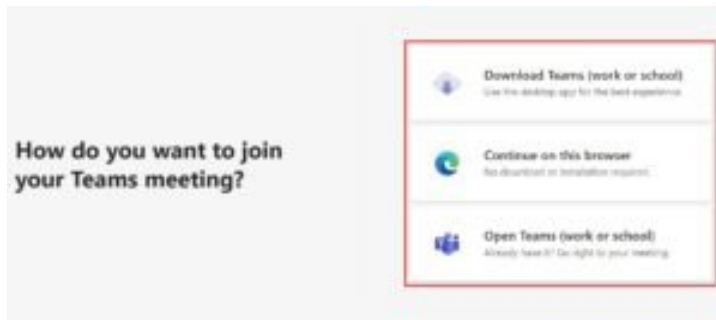 How do you want to join
your Teams meeting?
Download Teams (work or school)
Use the desktop app for the best experience.
Continue on this browser
No download or installation required.
Open Teams (work or school)
Already have it? Go right to your meeting.